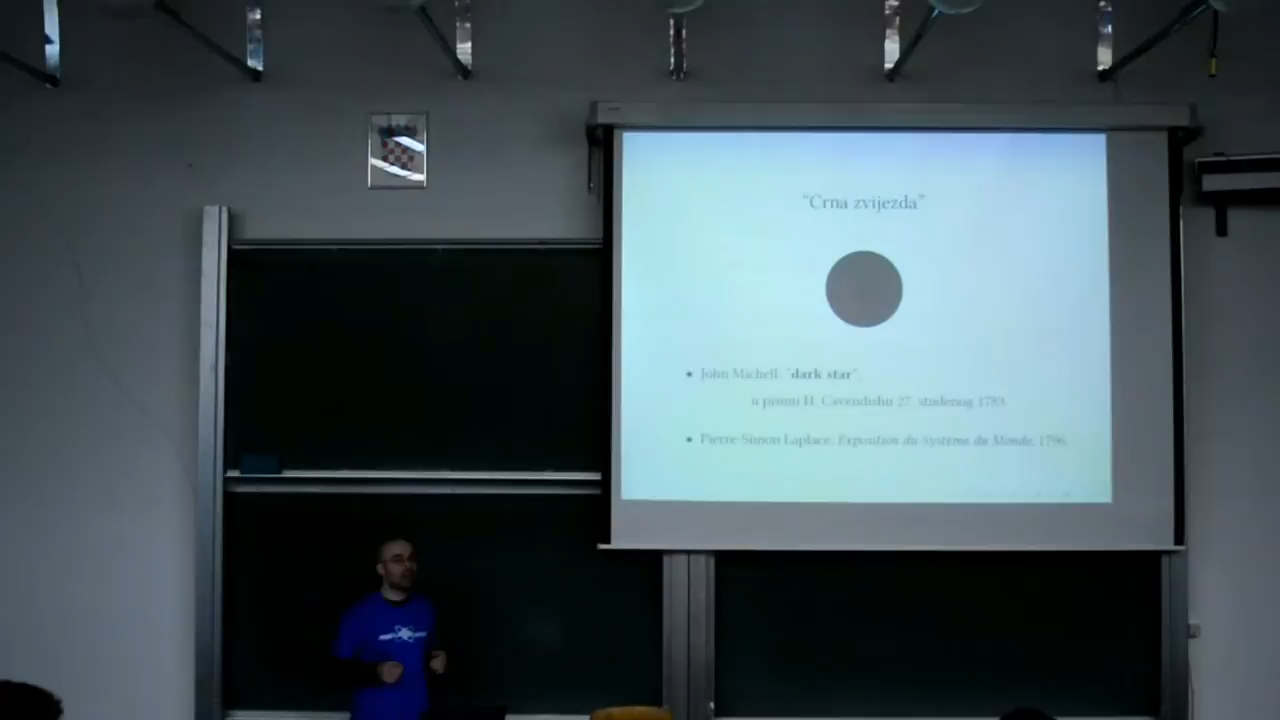 “Crna zvijezda”
• John Michell: “dark star”,
u pismu H. Cavendishu 27. studenog 1783.
• Pierre-Simon Laplace, Exposition du Système du Monde, 1796.